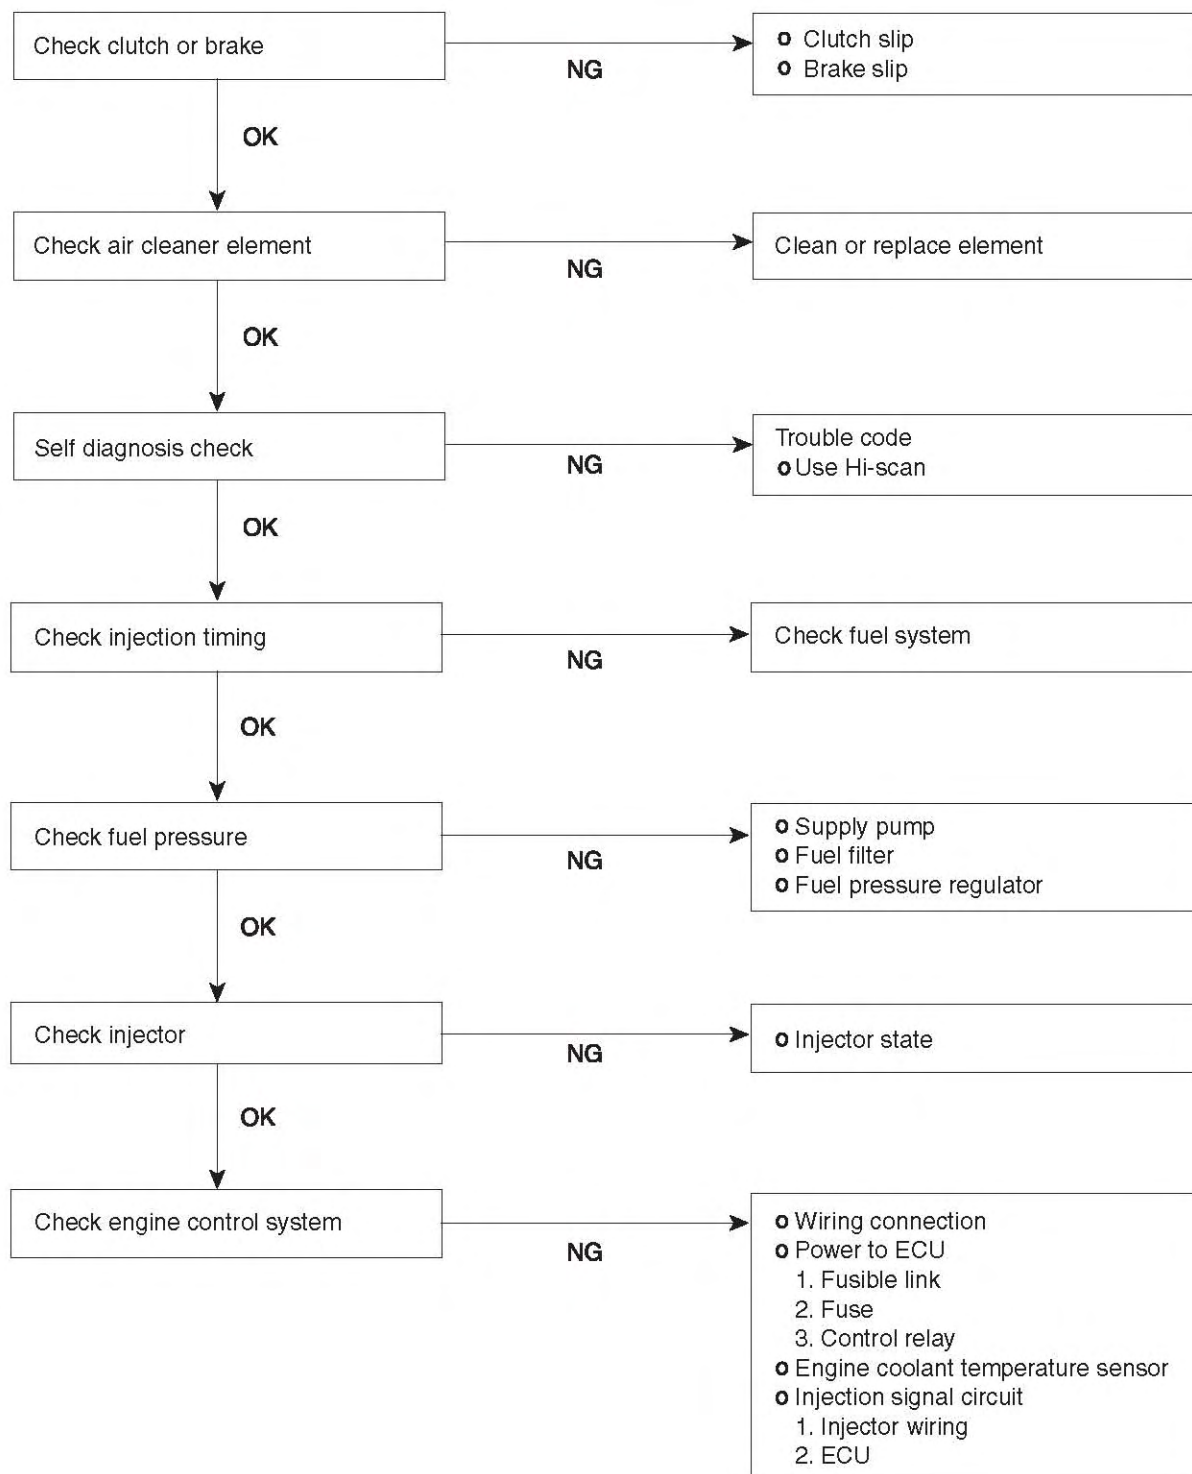 Check clutch or brake
NG
o Clutch slip
o Brake slip
OK
Check air cleaner element
NG
Clean or replace element
OK
Self diagnosis check
NG
Trouble code
o Use Hi-scan
OK
Check injection timing
NG
Check fuel system
OK
Check fuel pressure
NG
o Supply pump
o Fuel filter
o Fuel pressure regulator
OK
Check injector
NG
o Injector state
OK
Check engine control system
NG
o Wiring connection
o Power to ECU
1. Fusible link
2. Fuse
3. Control relay
o Engine coolant temperature sensor
o Injection signal circuit
1. Injector wiring
2. ECU